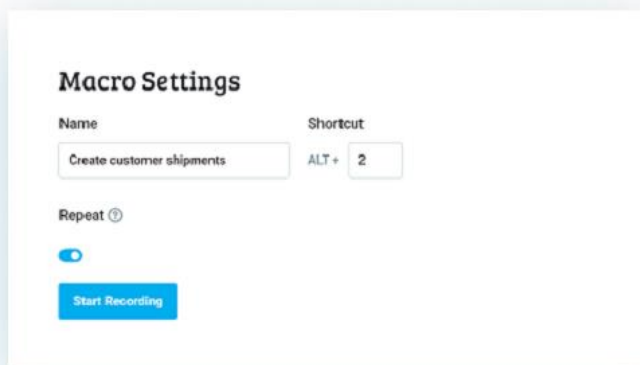 Macro Settings
Name
Shortcut
Create customer shipments
ALT + 2
Repeat ?
Start Recording